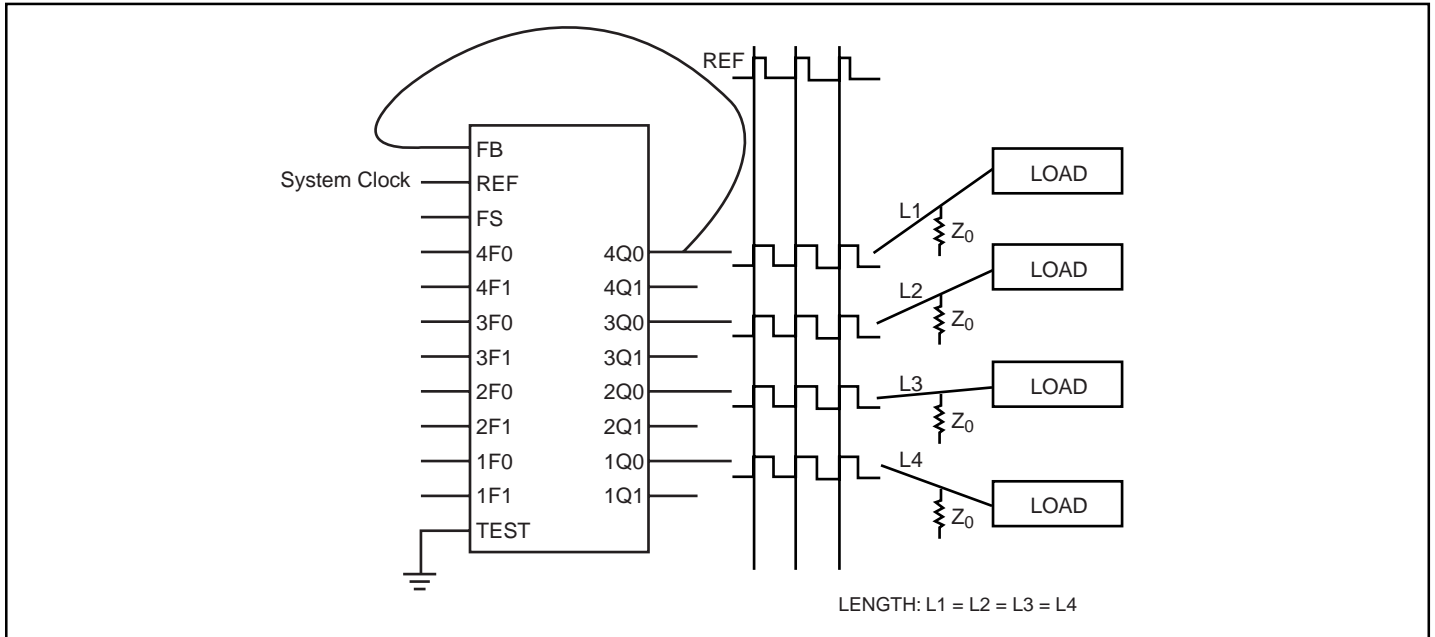 REF
FB
System Clock
REF
FS
4F0
4F1
3F0
3F1
2F0
2F1
1F0
1F1
TEST
4Q0
4Q1
3Q0
3Q1
2Q0
2Q1
1Q0
1Q1
L1
Z0
LOAD
L2
Z0
LOAD
L3
Z0
LOAD
L4
Z0
LOAD
LENGTH: L1 = L2 = L3 = L4